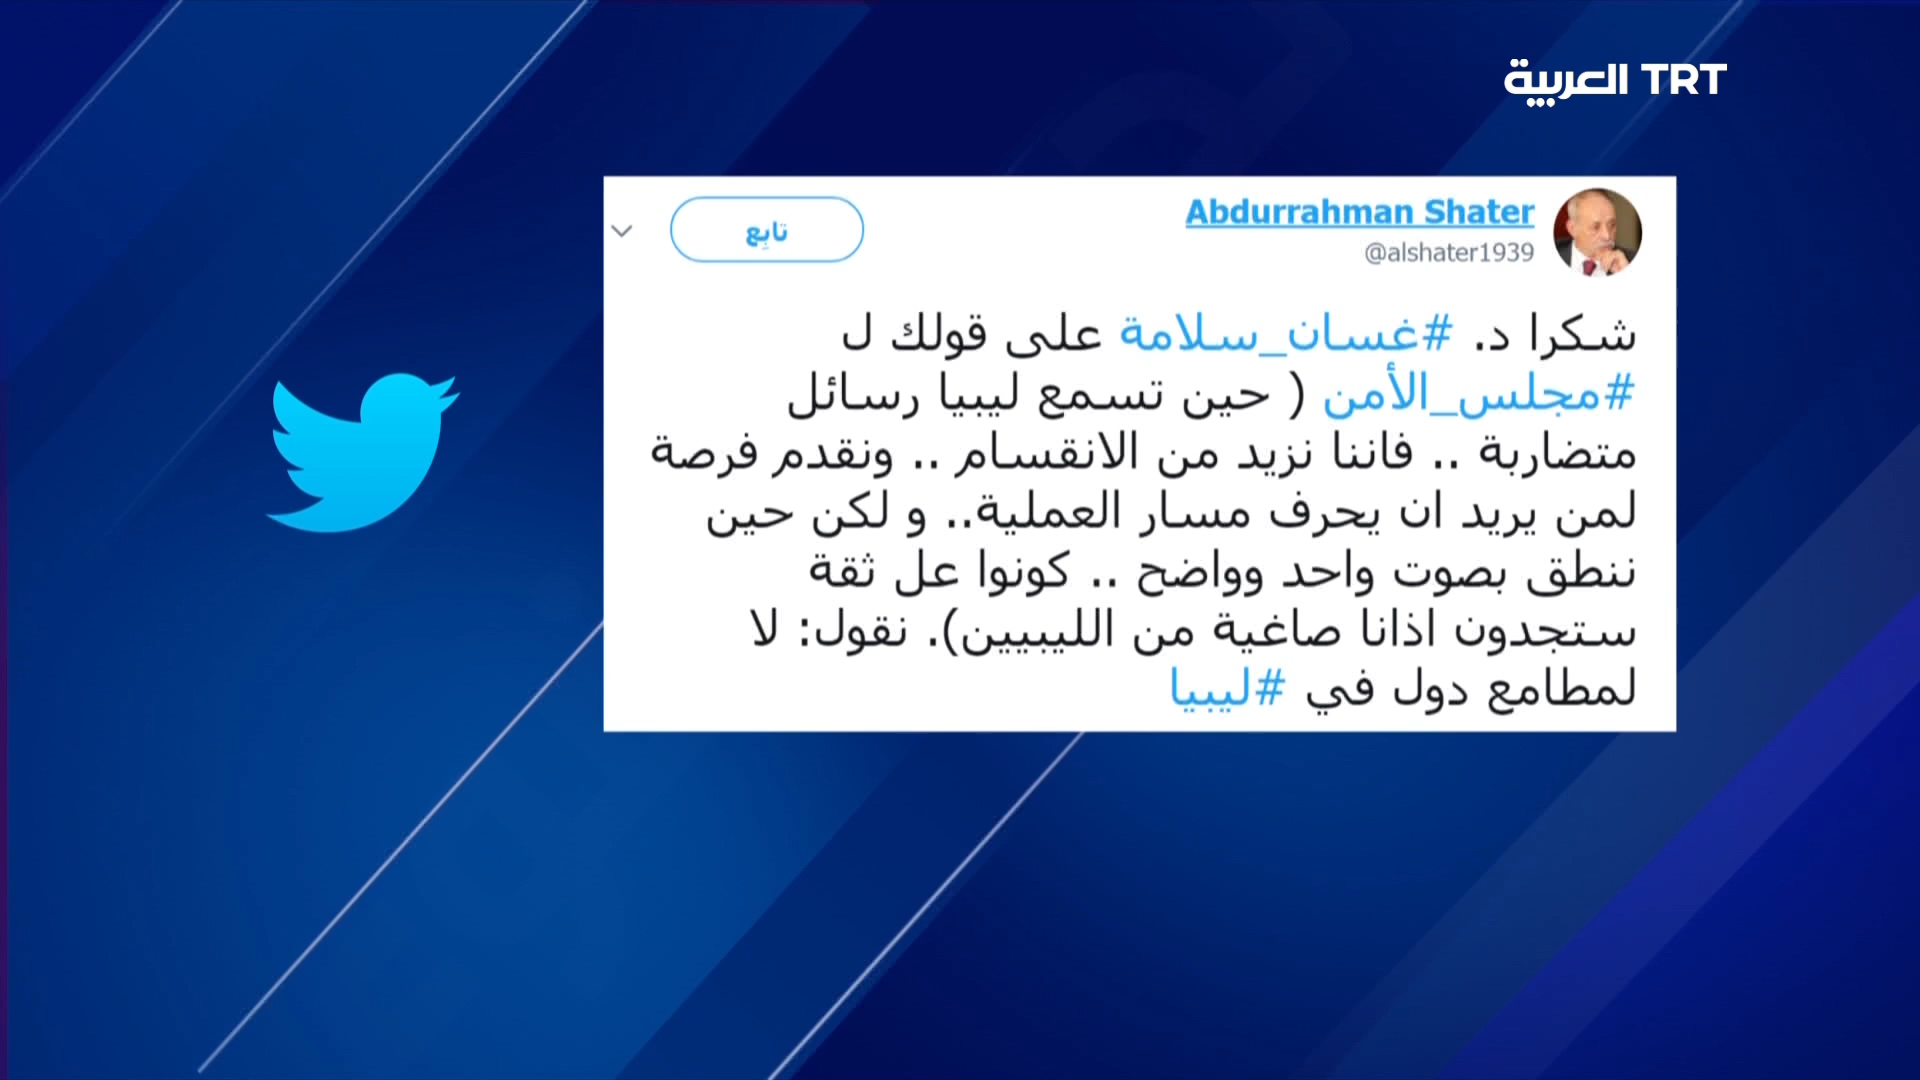 TRT العربية
Abdurrahman Shater
تابِع
@alshater1939
شكرا د. #غسان_سلامة على قولك ل
#مجلس_الأمن ( حين تسمع ليبيا رسائل
متضاربة .. فاننا نزيد من الانقسام .. ونقدم فرصة
لمن يريد ان يحرف مسار العملية.. و لكن حين
ننطق بصوت واحد وواضح .. كونوا عل ثقة
ستجدون اذانا صاغية من الليبيين). نقول: لا
لمطامع دول في #ليبيا